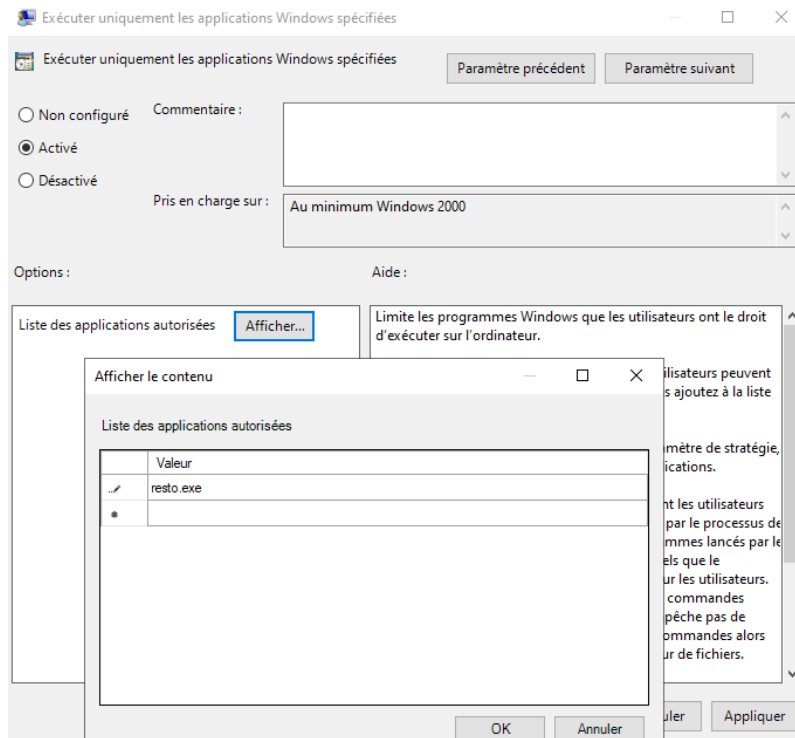 Exécuter uniquement les applications Windows spécifiées
Exécuter uniquement les applications Windows spécifiées
Paramètre précédent
Paramètre suivant
Non configuré
Commentaire :
Activé
Désactivé
Pris en charge sur :
Au minimum Windows 2000
Options :
Aide :
Liste des applications autorisées
Afficher...
Limite les programmes Windows que les utilisateurs ont le droit
d'exécuter sur l'ordinateur.
Afficher le contenu
ilisateurs peuvent
s ajoutez à la liste
Liste des applications autorisées
mètre de stratégie,
ications.
Valeur
resto.exe
nt les utilisateurs
par le processus de
mmes lancés par le
els que le
ur les utilisateurs.
commandes
pêche pas de
ommandes alors
ur de fichiers.
OK
Annuler
uler
Appliquer